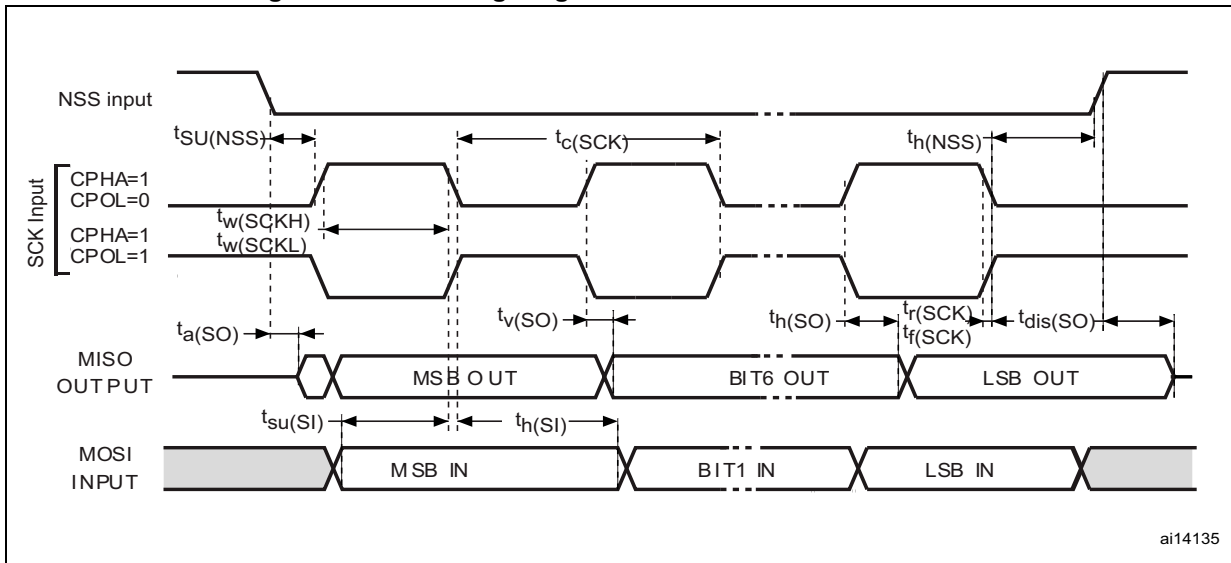 NSS input
tSU(NSS)
tc(SCK)
th(NSS)
SCK Input
CPHA=1
CPOL=0
tw(SCKH)
tw(SCKL)
CPHA=1
CPOL=1
ta(SO)
tv(SO)
th(SO)
tr(SCK)
tf(SCK)
tdis(SO)
MISO
OUTPUT
MSB OUT
BIT6 OUT
LSB OUT
tsu(SI)
th(SI)
MOSI
INPUT
MSB IN
BIT1 IN
LSB IN
ai14135